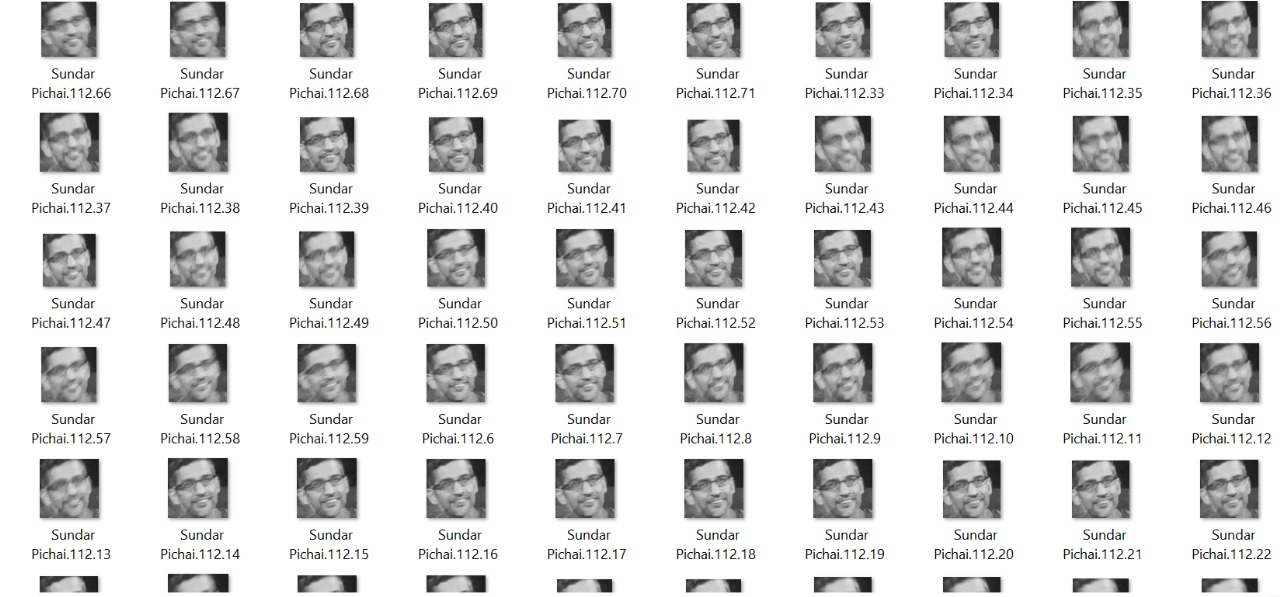 Sundar Sundar Sundar Sundar Sundar Sundar Sundar Sundar Sundar Sundar
Pichai.112.66 Pichai.112.67 Pichai.112.68 Pichai.112.69 Pichai.112.70 Pichai.112.71 Pichai.112.33 Pichai.112.34 Pichai.112.35 Pichai.112.36
Sundar Sundar Sundar Sundar Sundar Sundar Sundar Sundar Sundar Sundar
Pichai.112.37 Pichai.112.38 Pichai.112.39 Pichai.112.40 Pichai.112.41 Pichai.112.42 Pichai.112.43 Pichai.112.44 Pichai.112.45 Pichai.112.46
Sundar Sundar Sundar Sundar Sundar Sundar Sundar Sundar Sundar Sundar
Pichai.112.47 Pichai.112.48 Pichai.112.49 Pichai.112.50 Pichai.112.51 Pichai.112.52 Pichai.112.53 Pichai.112.54 Pichai.112.55 Pichai.112.56
Sundar Sundar Sundar Sundar Sundar Sundar Sundar Sundar Sundar Sundar
Pichai.112.57 Pichai.112.58 Pichai.112.59 Pichai.112.6 Pichai.112.7 Pichai.112.8 Pichai.112.9 Pichai.112.10 Pichai.112.11 Pichai.112.12
Sundar Sundar Sundar Sundar Sundar Sundar Sundar Sundar Sundar Sundar
Pichai.112.13 Pichai.112.14 Pichai.112.15 Pichai.112.16 Pichai.112.17 Pichai.112.18 Pichai.112.19 Pichai.112.20 Pichai.112.21 Pichai.112.22